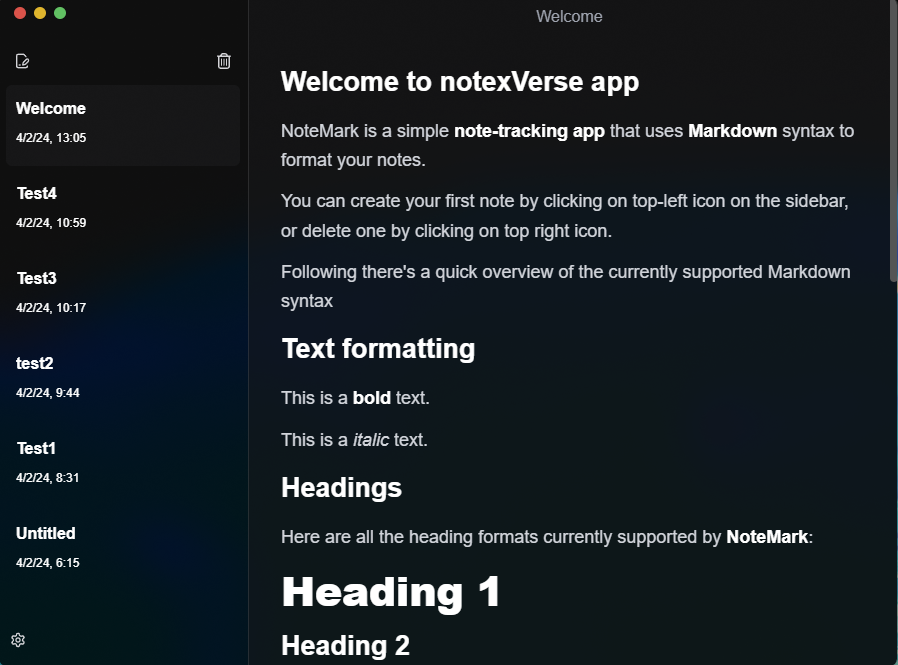 Welcome
Welcome
4/2/24, 13:05
Test4
4/2/24, 10:59
Test3
4/2/24, 10:17
test2
4/2/24, 9:44
Test1
4/2/24, 8:31
Untitled
4/2/24, 6:15
Welcome to notexVerse app
NoteMark is a simple note-tracking app that uses Markdown syntax to
format your notes.
You can create your first note by clicking on top-left icon on the sidebar,
or delete one by clicking on top right icon.
Following there's a quick overview of the currently supported Markdown
syntax
Text formatting
This is a bold text.
This is a italic text.
Headings
Here are all the heading formats currently supported by NoteMark:
Heading 1
Heading 2